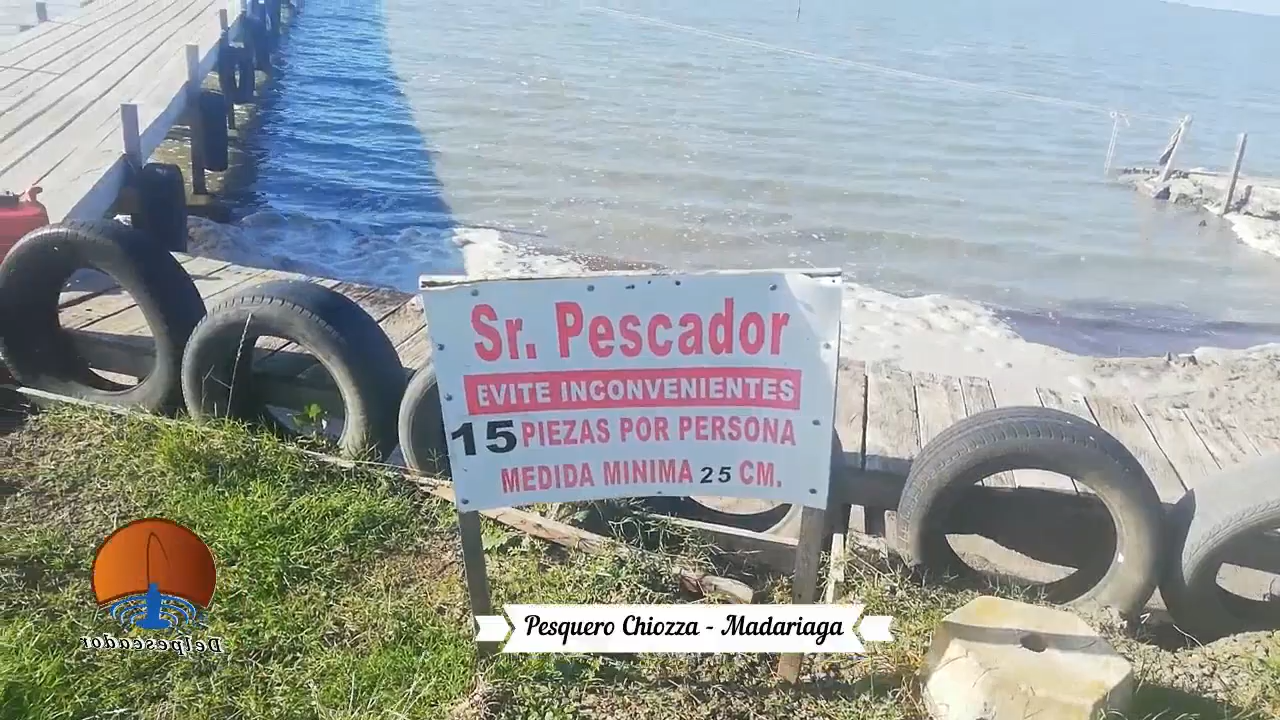 Sr. Pescador
EVITE INCONVENIENTES
15 PIEZAS POR PERSONA
MEDIDA MINIMA 25 CM.
Delpescador
Pesquero Chiozza - Madariaga